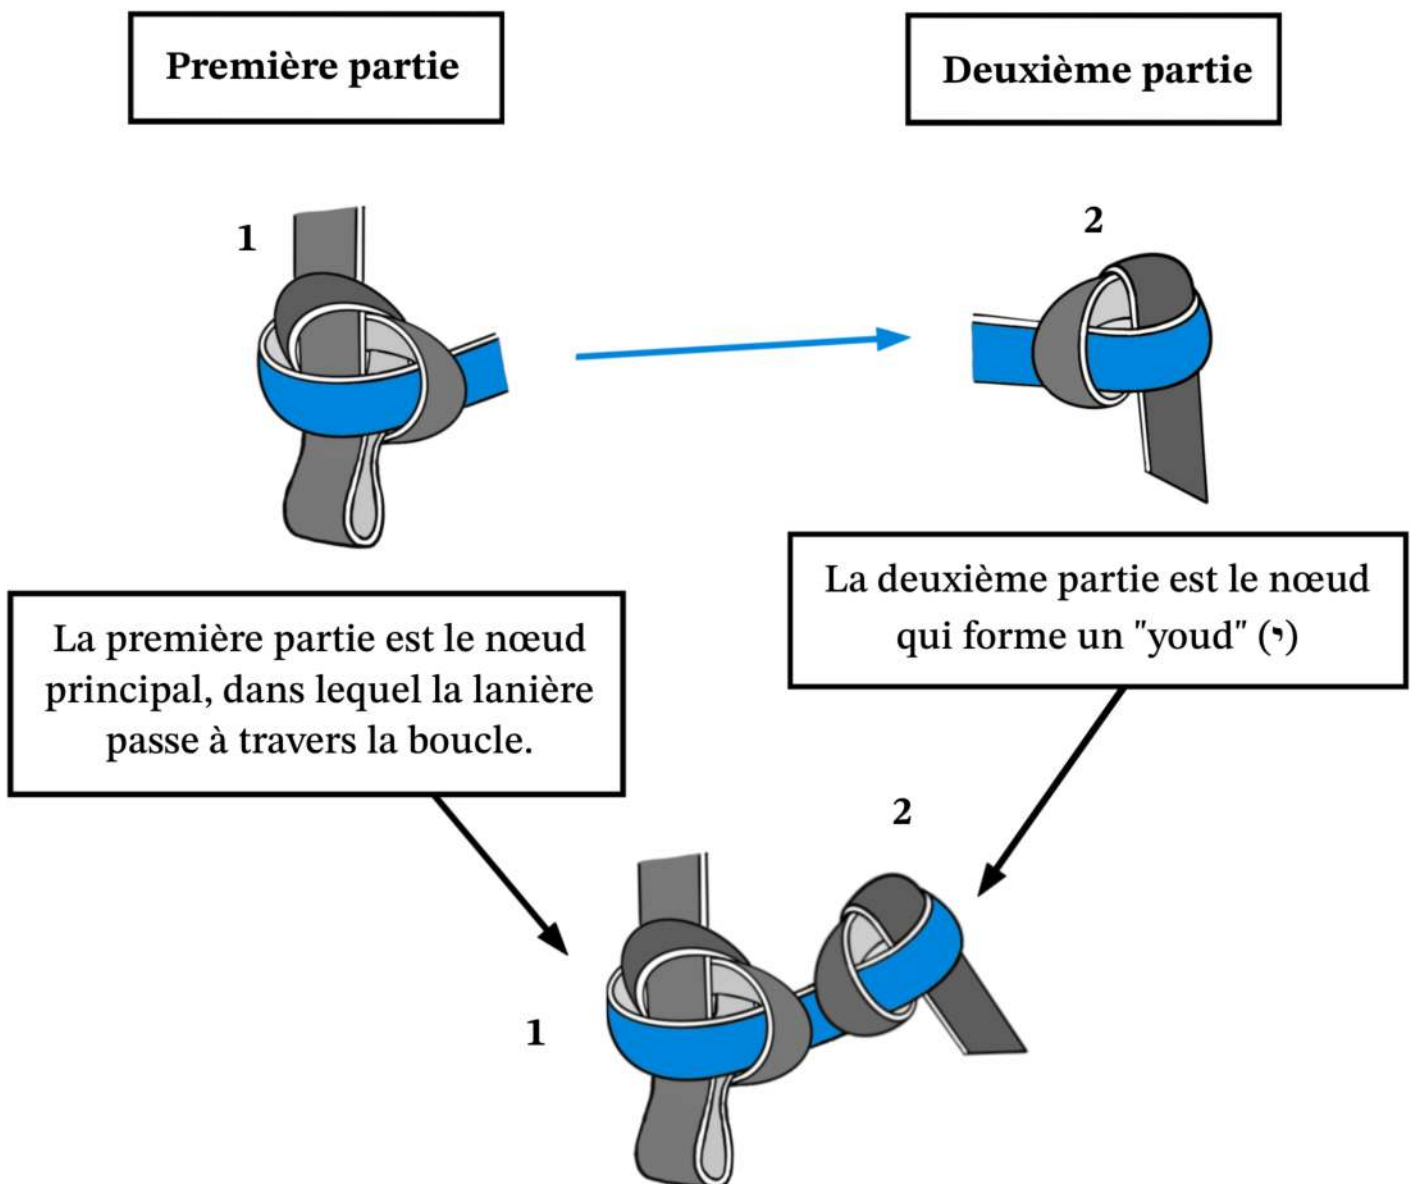 Première partie
Deuxième partie
1
2
La première partie est le nœud
principal, dans lequel la lanière
passe à travers la boucle.
La deuxième partie est le nœud
qui forme un "youd" (י)
1
2